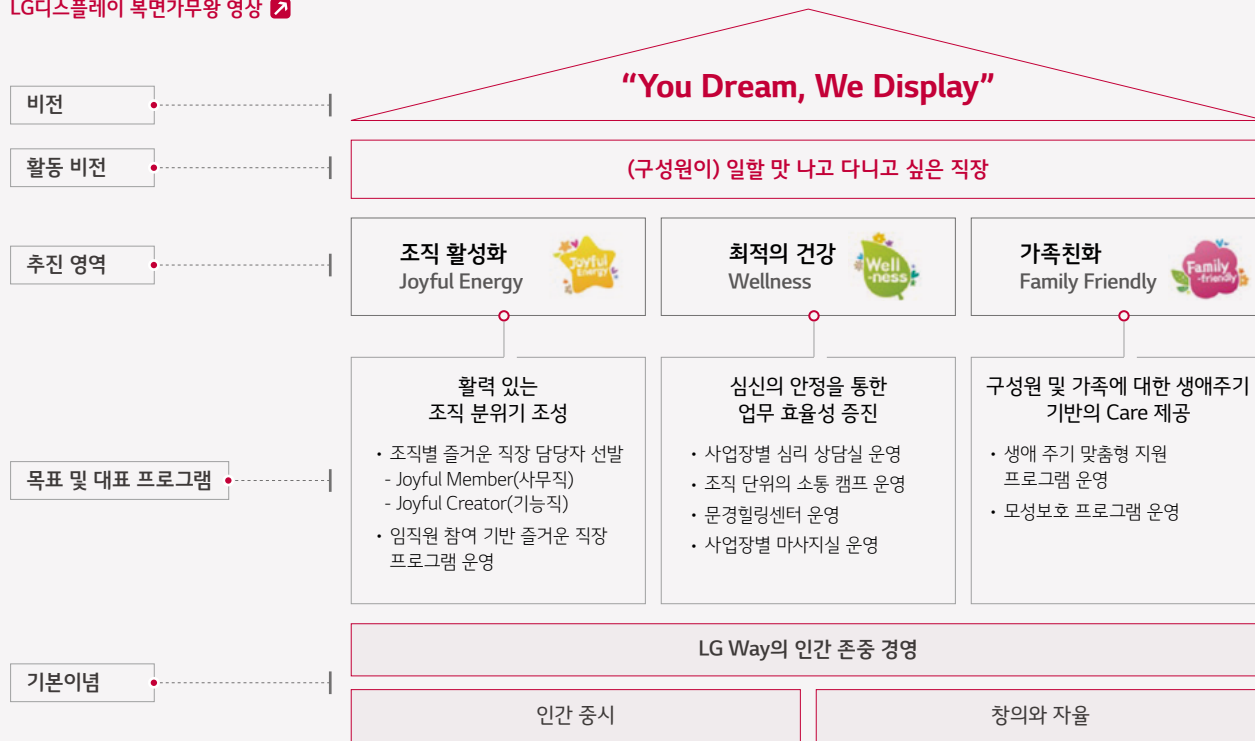 LG디스플레이 복면가무왕 영상
“You Dream, We Display”
비전
활동 비전
(구성원이) 일할 맛 나고 다니고 싶은 직장
추진 영역
조직 활성화
Joyful Energy
Joyful
Energy
최적의 건강
Wellness
Well
-ness
가족친화
Family Friendly
Family
-friendly
목표 및 대표 프로그램
활력 있는
조직 분위기 조성
• 조직별 즐거운 직장 담당자 선발
- Joyful Member(사무직)
- Joyful Creator(기능직)
• 임직원 참여 기반 즐거운 직장
프로그램 운영
심신의 안정을 통한
업무 효율성 증진
• 사업장별 심리 상담실 운영
• 조직 단위의 소통 캠프 운영
• 문경힐링센터 운영
• 사업장별 마사지실 운영
구성원 및 가족에 대한 생애주기
기반의 Care 제공
• 생애 주기 맞춤형 지원
프로그램 운영
• 모성보호 프로그램 운영
기본이념
LG Way의 인간 존중 경영
인간 중시
창의와 자율